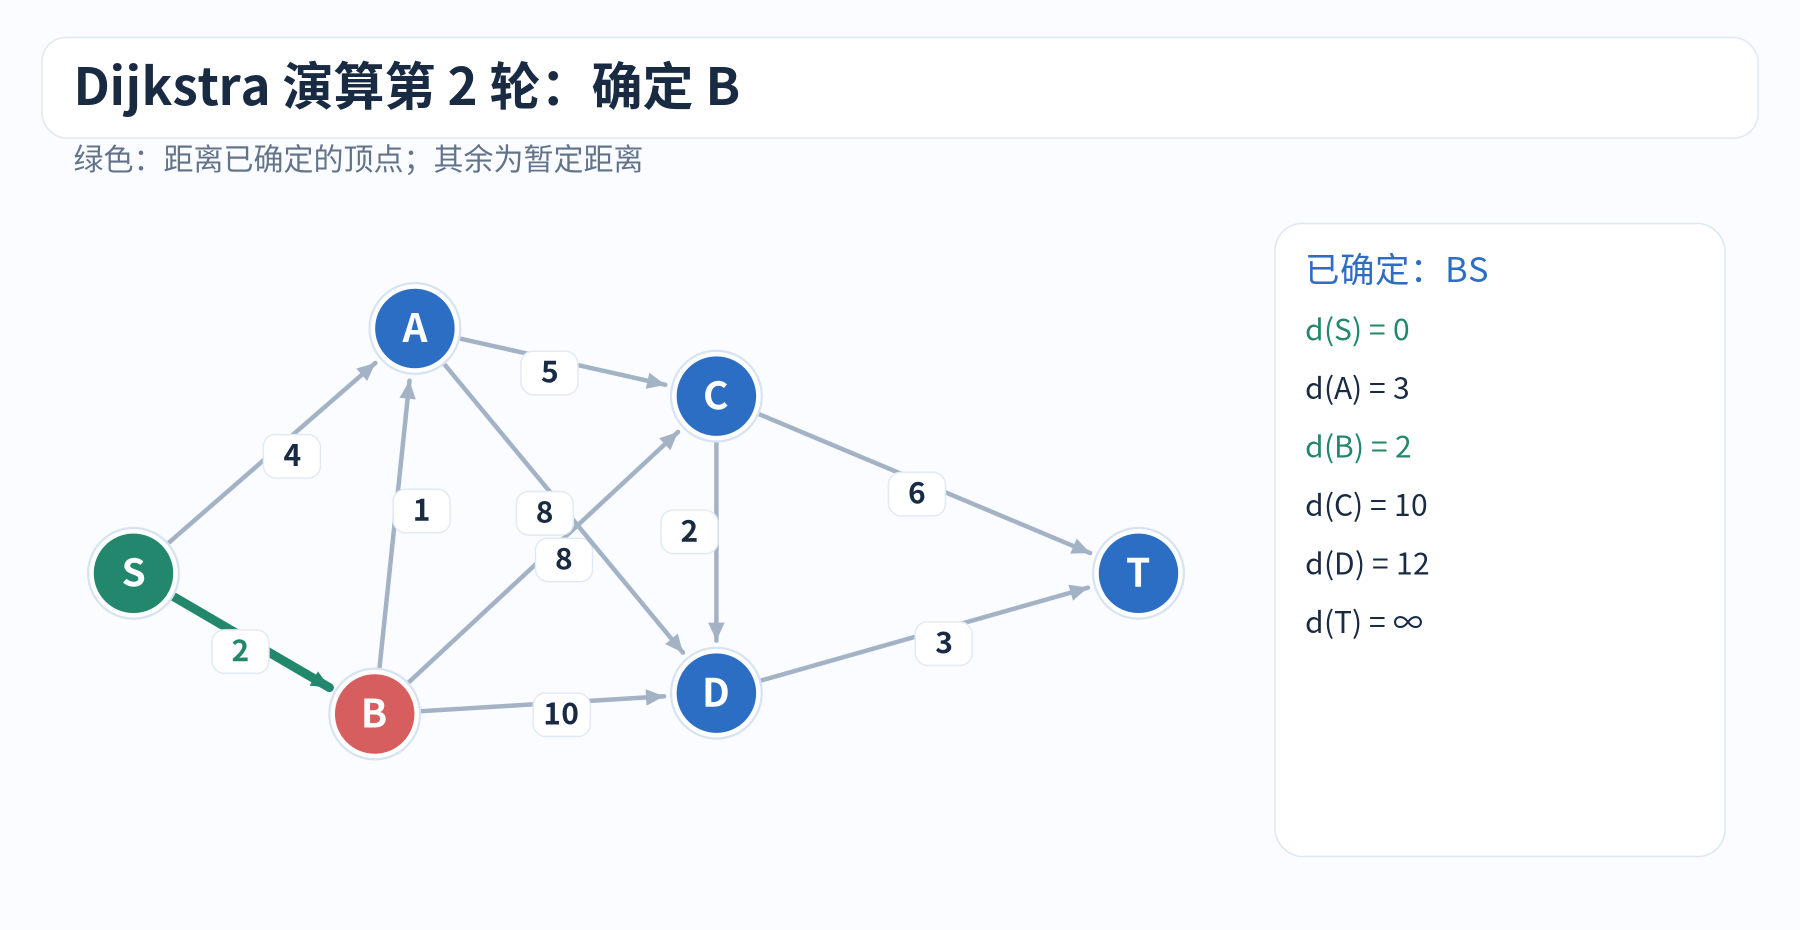 Dijkstra 演算第 2 轮：确定 B
绿色：距离已确定的顶点；其余为暂定距离
已确定：BS
d(S) = 0
d(A) = 3
d(B) = 2
d(C) = 10
d(D) = 12
d(T) = ∞
A
5
C
4
1
8
8
2
6
S
T
2
3
B
10
D